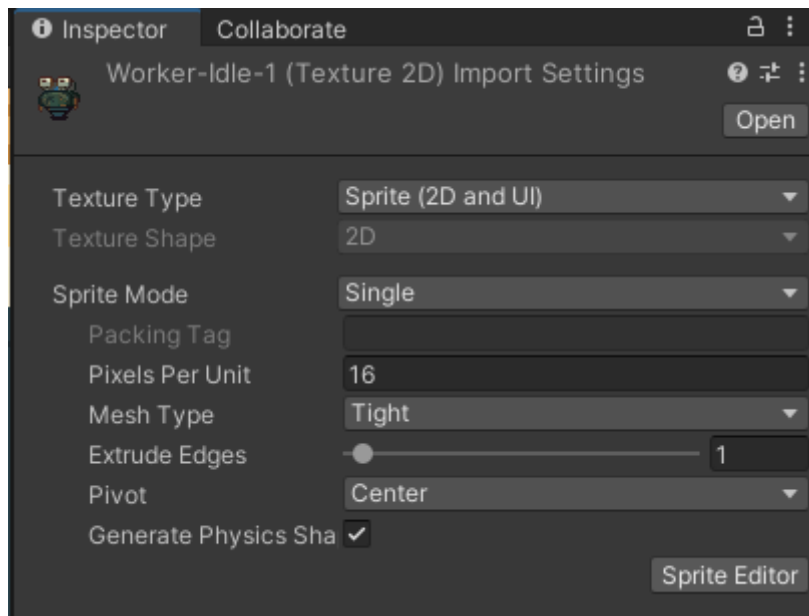 Inspector Collaborate
Worker-Idle-1 (Texture 2D) Import Settings
Open
Texture Type Sprite (2D and UI)
Texture Shape 2D
Sprite Mode Single
Packing Tag
Pixels Per Unit 16
Mesh Type Tight
Extrude Edges 1
Pivot Center
Generate Physics Sha
Sprite Editor